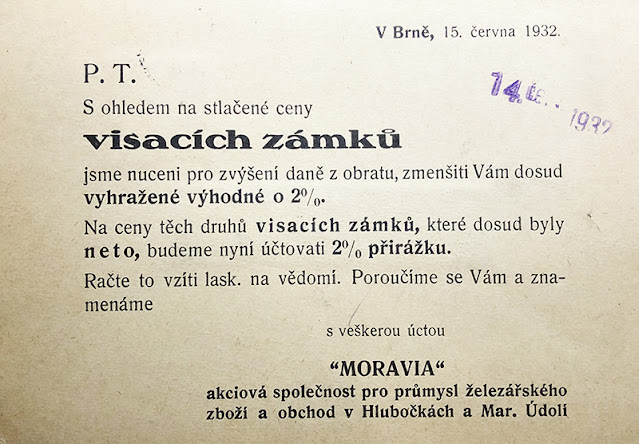 V Brně, 15. června 1932.
P. T.
14. 1932
S ohledem na stlačené ceny
visacích zámků
jsme nuceni pro zvýšení daně z obratu, zmenšiti Vám dosud
vyhražené výhodné o 2%.
Na ceny těch druhů visacích zámků, které dosud byly
neto, budeme nyní účtovati 2% přirážku.
Račte to vzíti lask. na vědomí. Poroučíme se Vám a zna-
menáme
s veškerou úctou
"MORAVIA"
akciová společnost pro průmysl železářského
zboží a obchod v Hlubočkách a Mar. Údolí